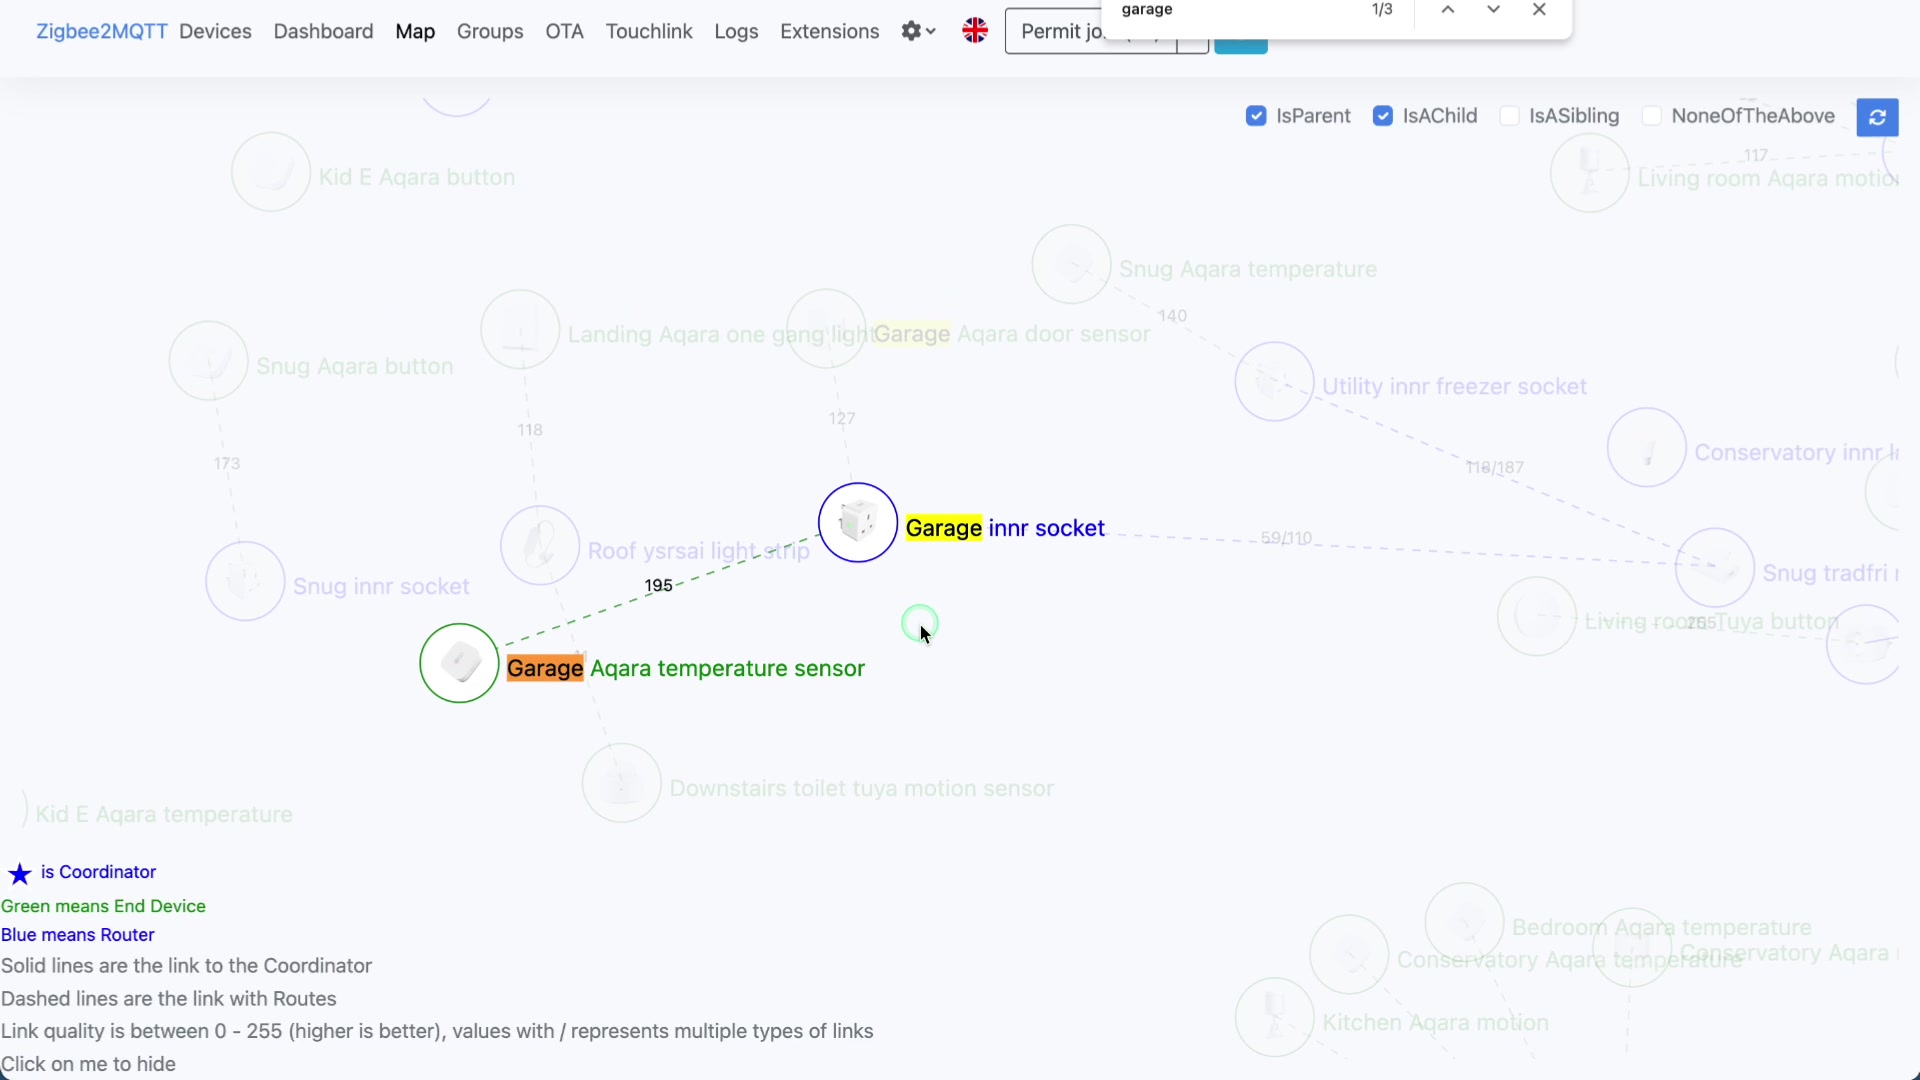 garage 1/3
Zigbee2MQTT Devices Dashboard Map Groups OTA Touchlink Logs Extensions Permit
IsParent IsAChild IsASibling NoneOfTheAbove
117
Kid E Aqara button
Living room Aqara
Snug Aqara temperature
140
Landing Aqara one gang light
Garage Aqara door sensor
Snug Aqara button
Utility innr freezer socket
127
118
Conservatory innr
173
118/187
Garage innr socket
59/110
Roof ysrsai light strip
Snug tradfri
Snug innr socket
195
Living room Tuya button
255
Garage Aqara temperature sensor
Downstairs toilet tuya motion sensor
Kid E Aqara temperature
is Coordinator
Green means End Device
Blue means Router
Bedroom Aqara temperature
Conservatory Aqara
Conservatory Aqara temperature
Solid lines are the link to the Coordinator
Dashed lines are the link with Routes
Kitchen Aqara motion
Link quality is between 0 - 255 (higher is better), values with / represents multiple types of links
Click on me to hide